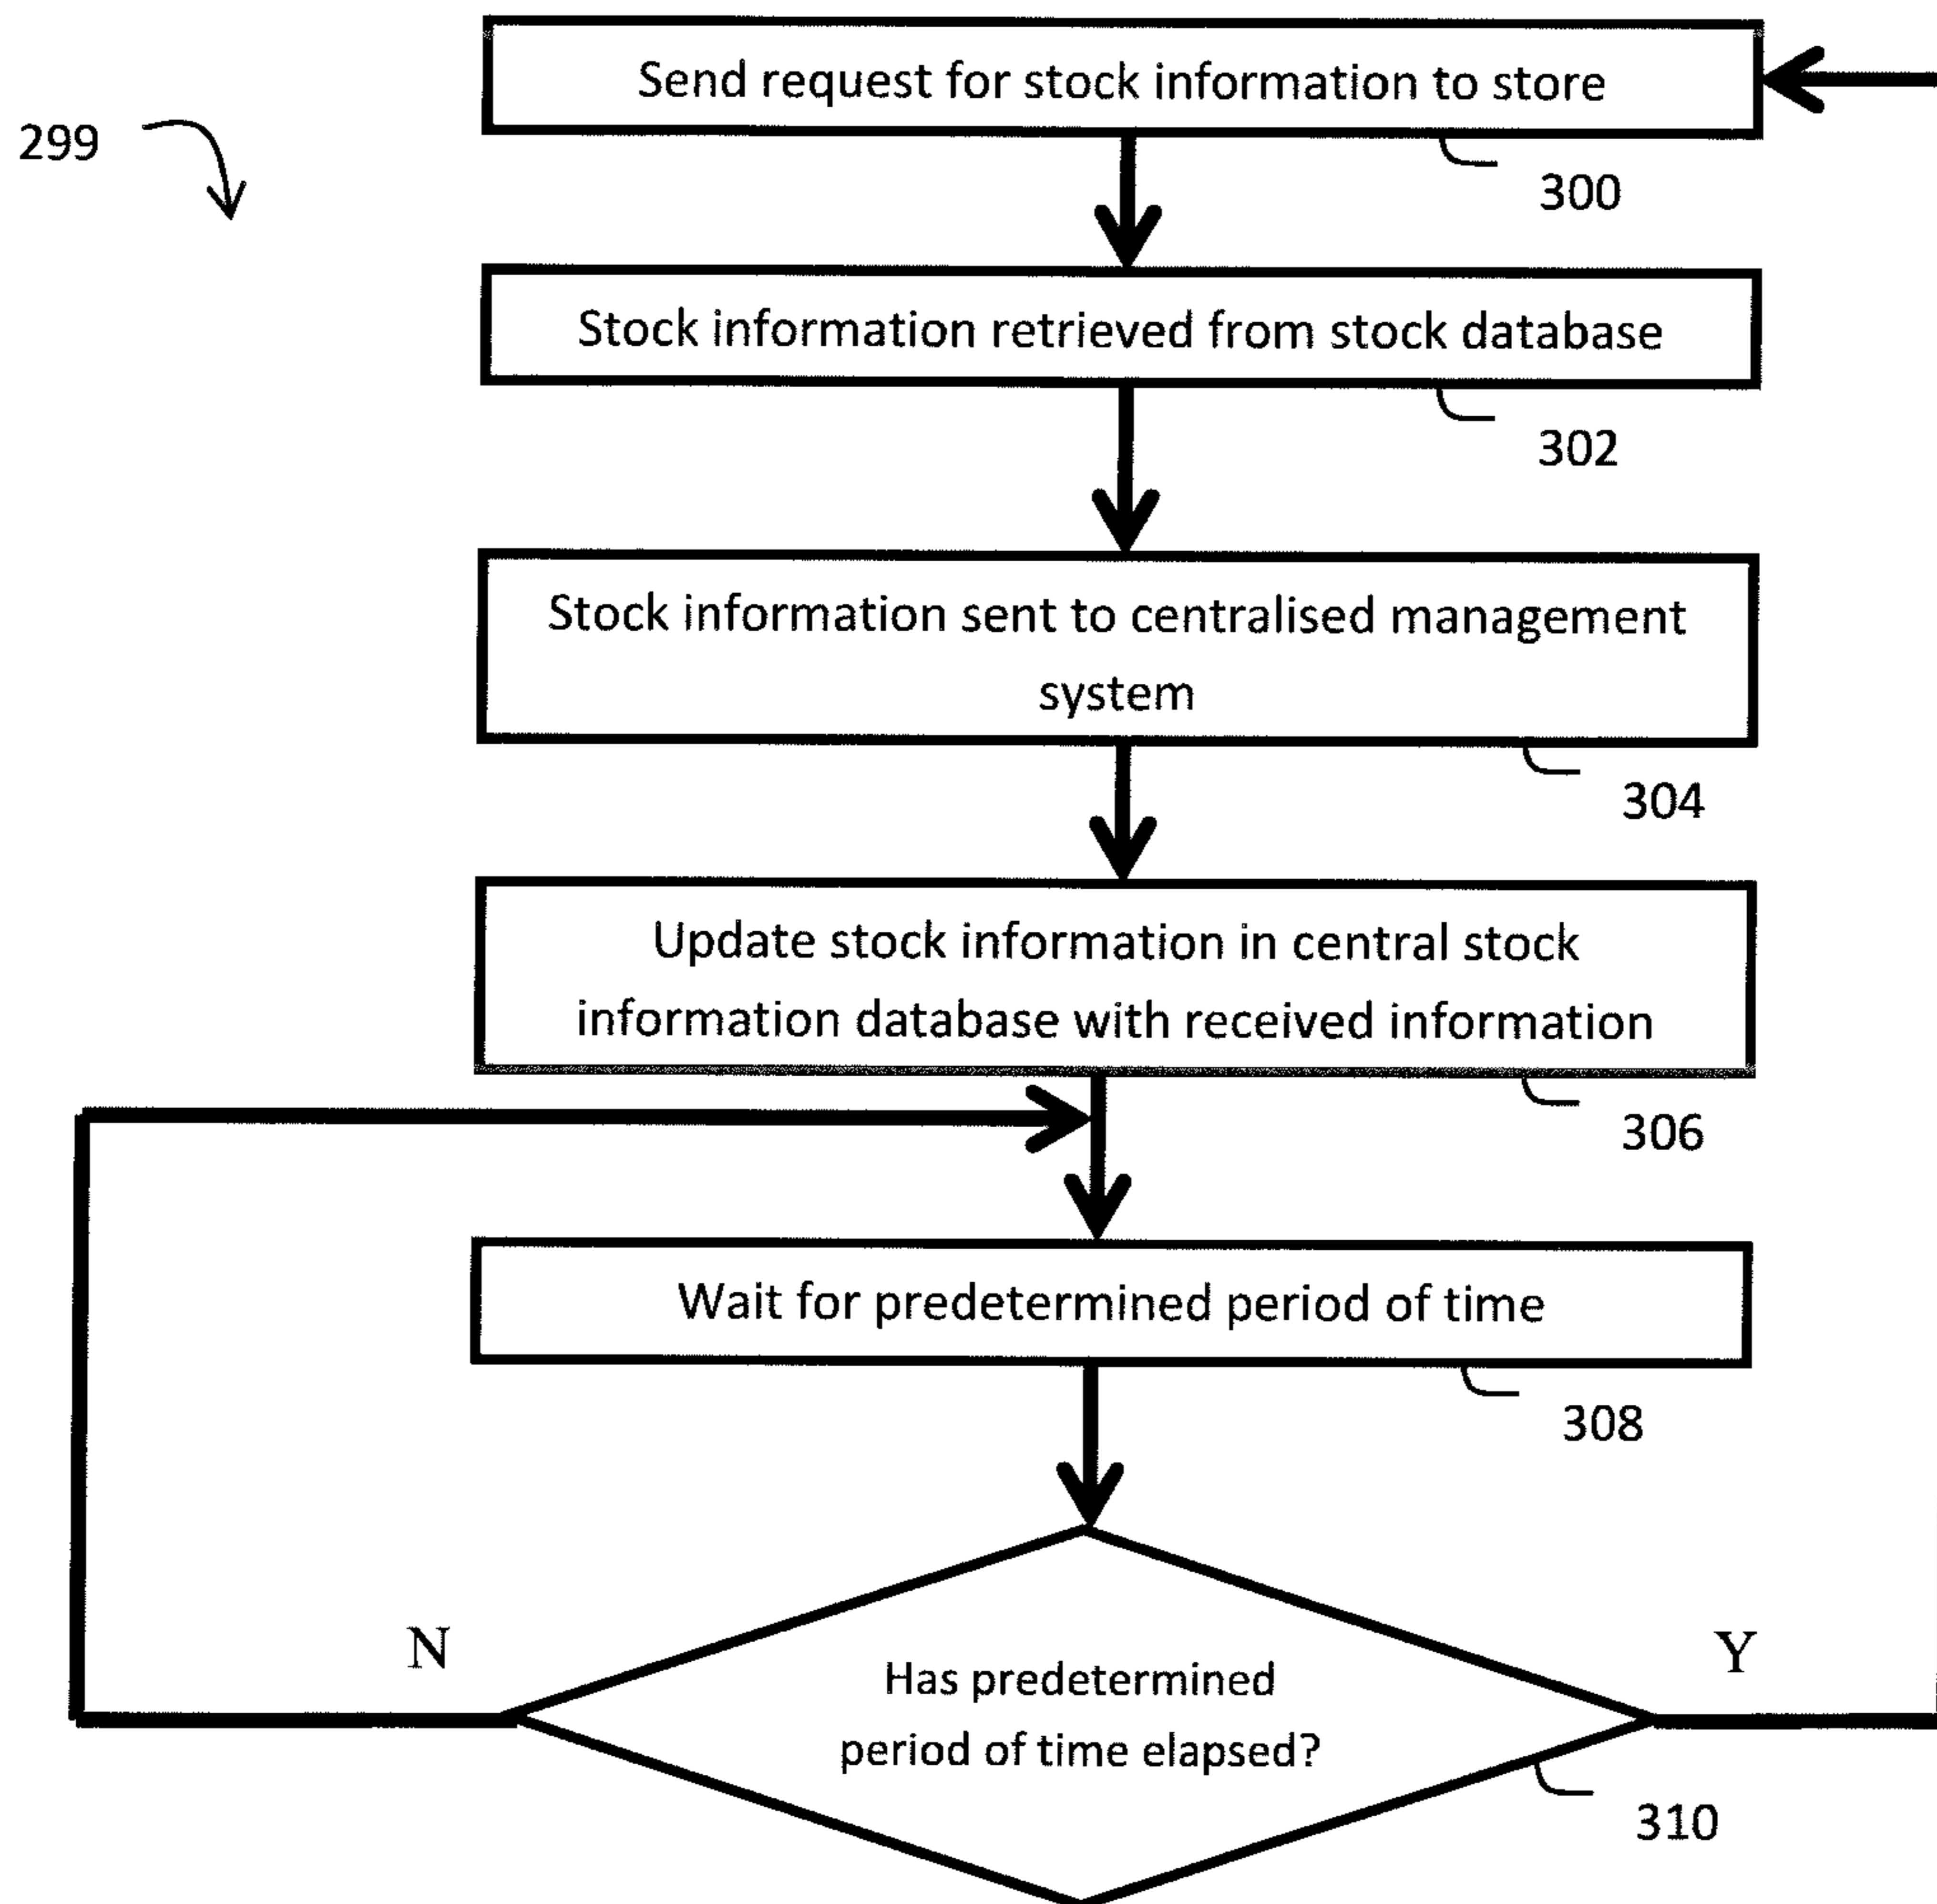 Send request for stock information to store
299
300
Stock information retrieved from stock database
302
Stock information sent to centralised management
system
304
Update stock information in central stock
information database with received information
306
Wait for predetermined period of time
308
N
Y
Has predetermined
period of time elapsed?
310